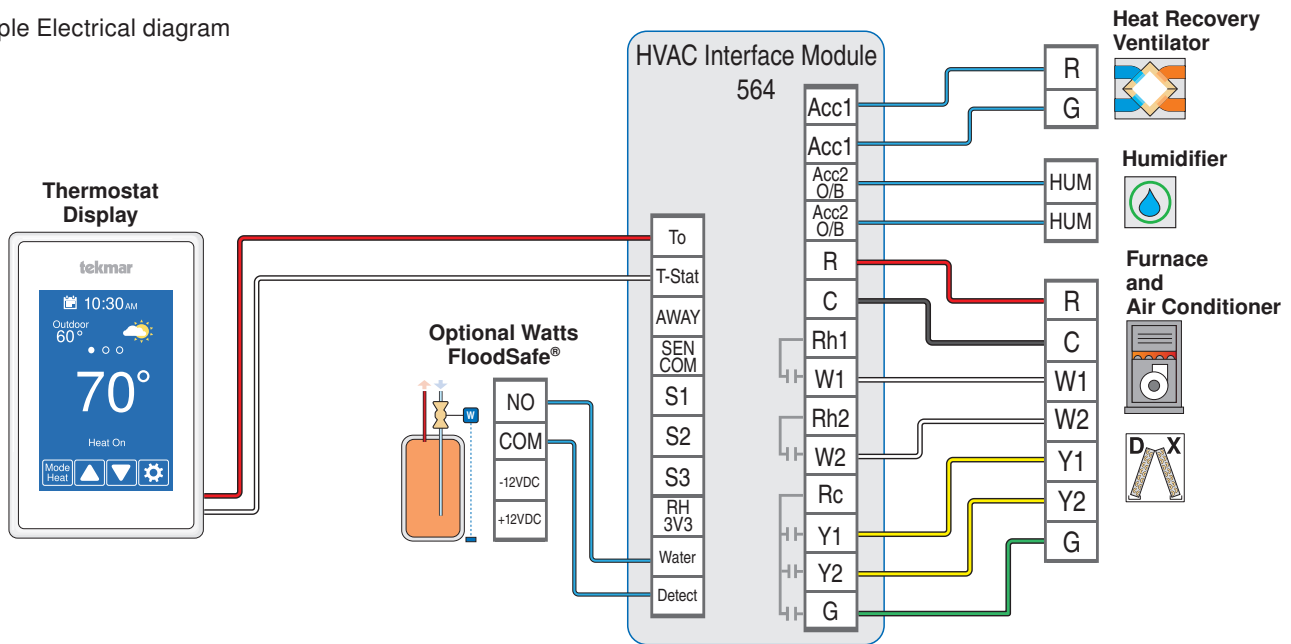 Electrical diagram
Thermostat
Display
tekmar
10:30 AM
Outdoor
60°
70°
Heat On
Mode
Heat
Optional Watts
FloodSafe®
W
NO
COM
-12VDC
+12VDC
HVAC Interface Module
564
To
T-Stat
AWAY
SEN
COM
S1
S2
S3
RH
3V3
Water
Detect
Acc1
Acc1
Acc2
O/B
Acc2
O/B
R
C
Rh1
W1
Rh2
W2
Rc
Y1
Y2
G
Heat Recovery
Ventilator
R
G
Humidifier
HUM
HUM
Furnace
and
Air Conditioner
R
C
W1
W2
Y1
Y2
G
D X